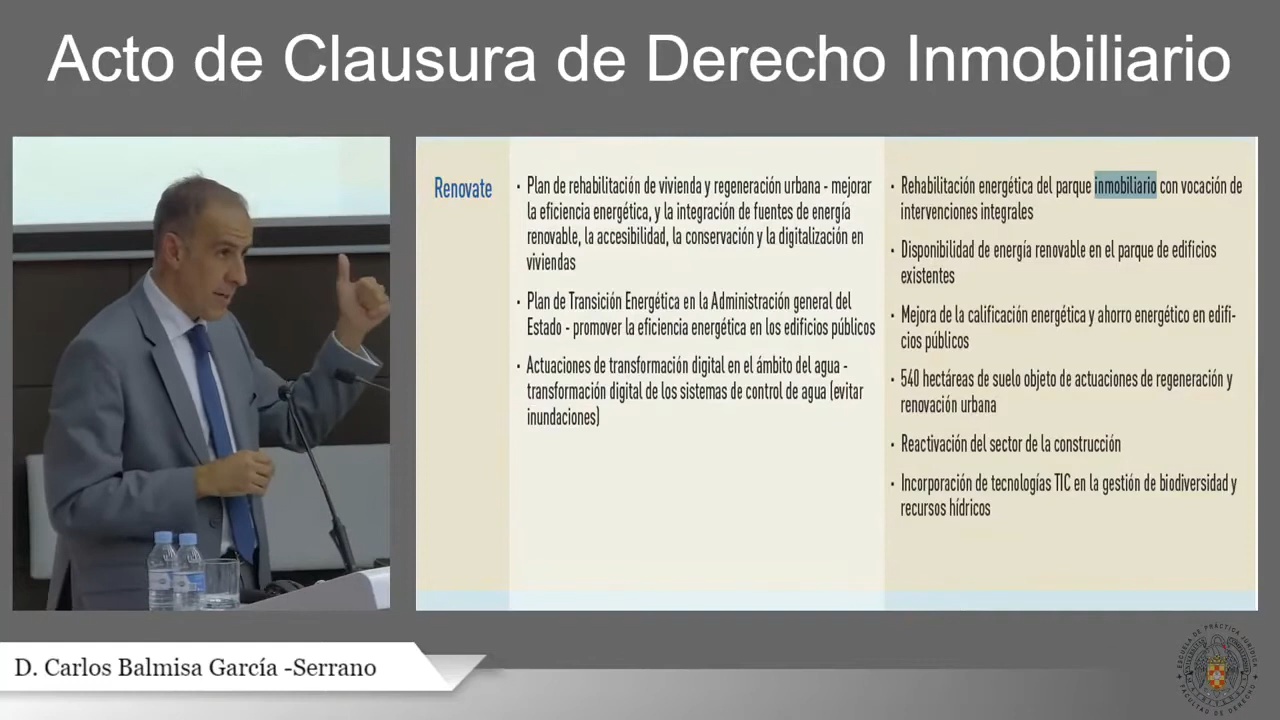 Acto de Clausura de Derecho Inmobiliario
Renovate
· Plan de rehabilitación de vivienda y regeneración urbana - mejorar
la eficiencia energética, y la integración de fuentes de energía
renovable, la accesibilidad, la conservación y la digitalización en
viviendas
· Plan de Transición Energética en la Administración general del
Estado - promover la eficiencia energética en los edificios públicos
· Actuaciones de transformación digital en el ámbito del agua -
transformación digital de los sistemas de control de agua (evitar
inundaciones)
· Rehabilitación energética del parque inmobiliario con vocación de
intervenciones integrales
· Disponibilidad de energía renovable en el parque de edificios
existentes
· Mejora de la calificación energética y ahorro energético en edifi-
cios públicos
· 540 hectáreas de suelo objeto de actuaciones de regeneración y
renovación urbana
· Reactivación del sector de la construcción
· Incorporación de tecnologías TIC en la gestión de biodiversidad y
recursos hídricos
D. Carlos Balmisa García -Serrano
ESCUELA DE PRÁCTICA JURÍDICA
FACULTAD DE DERECHO